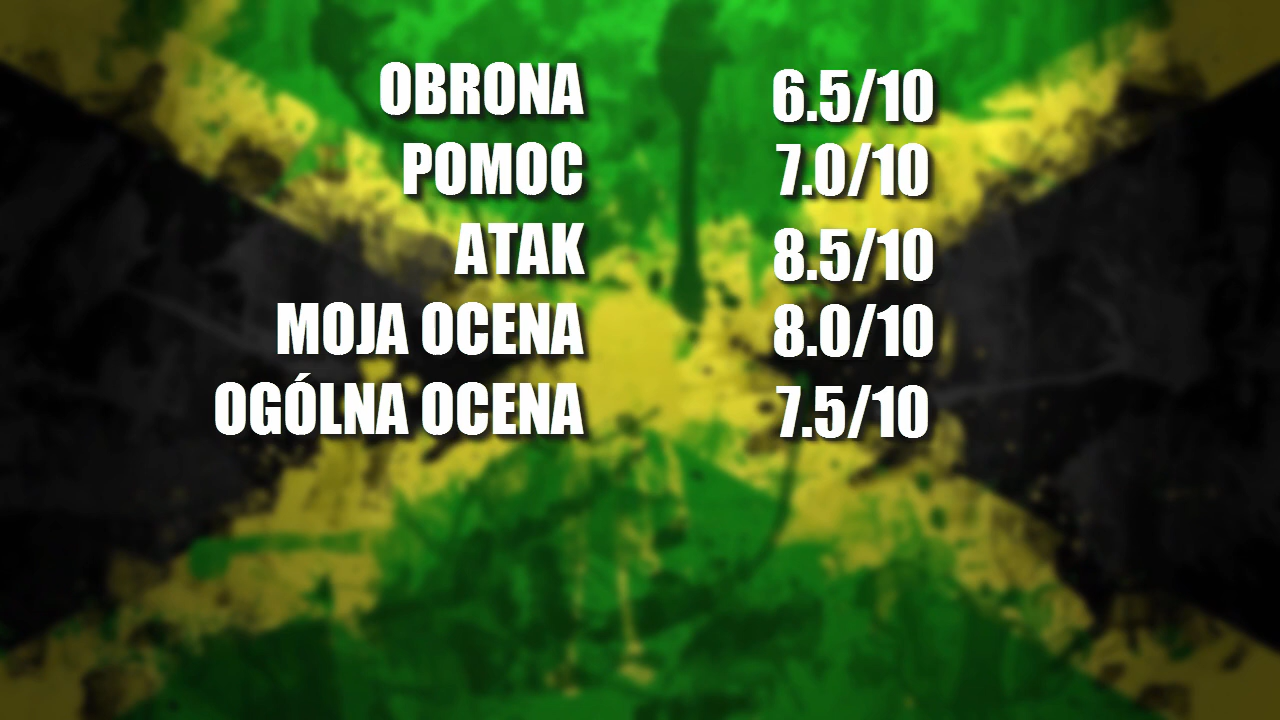 OBRONA 6.5/10
POMOC 7.0/10
ATAK 8.5/10
MOJA OCENA 8.0/10
OGÓLNA OCENA 7.5/10